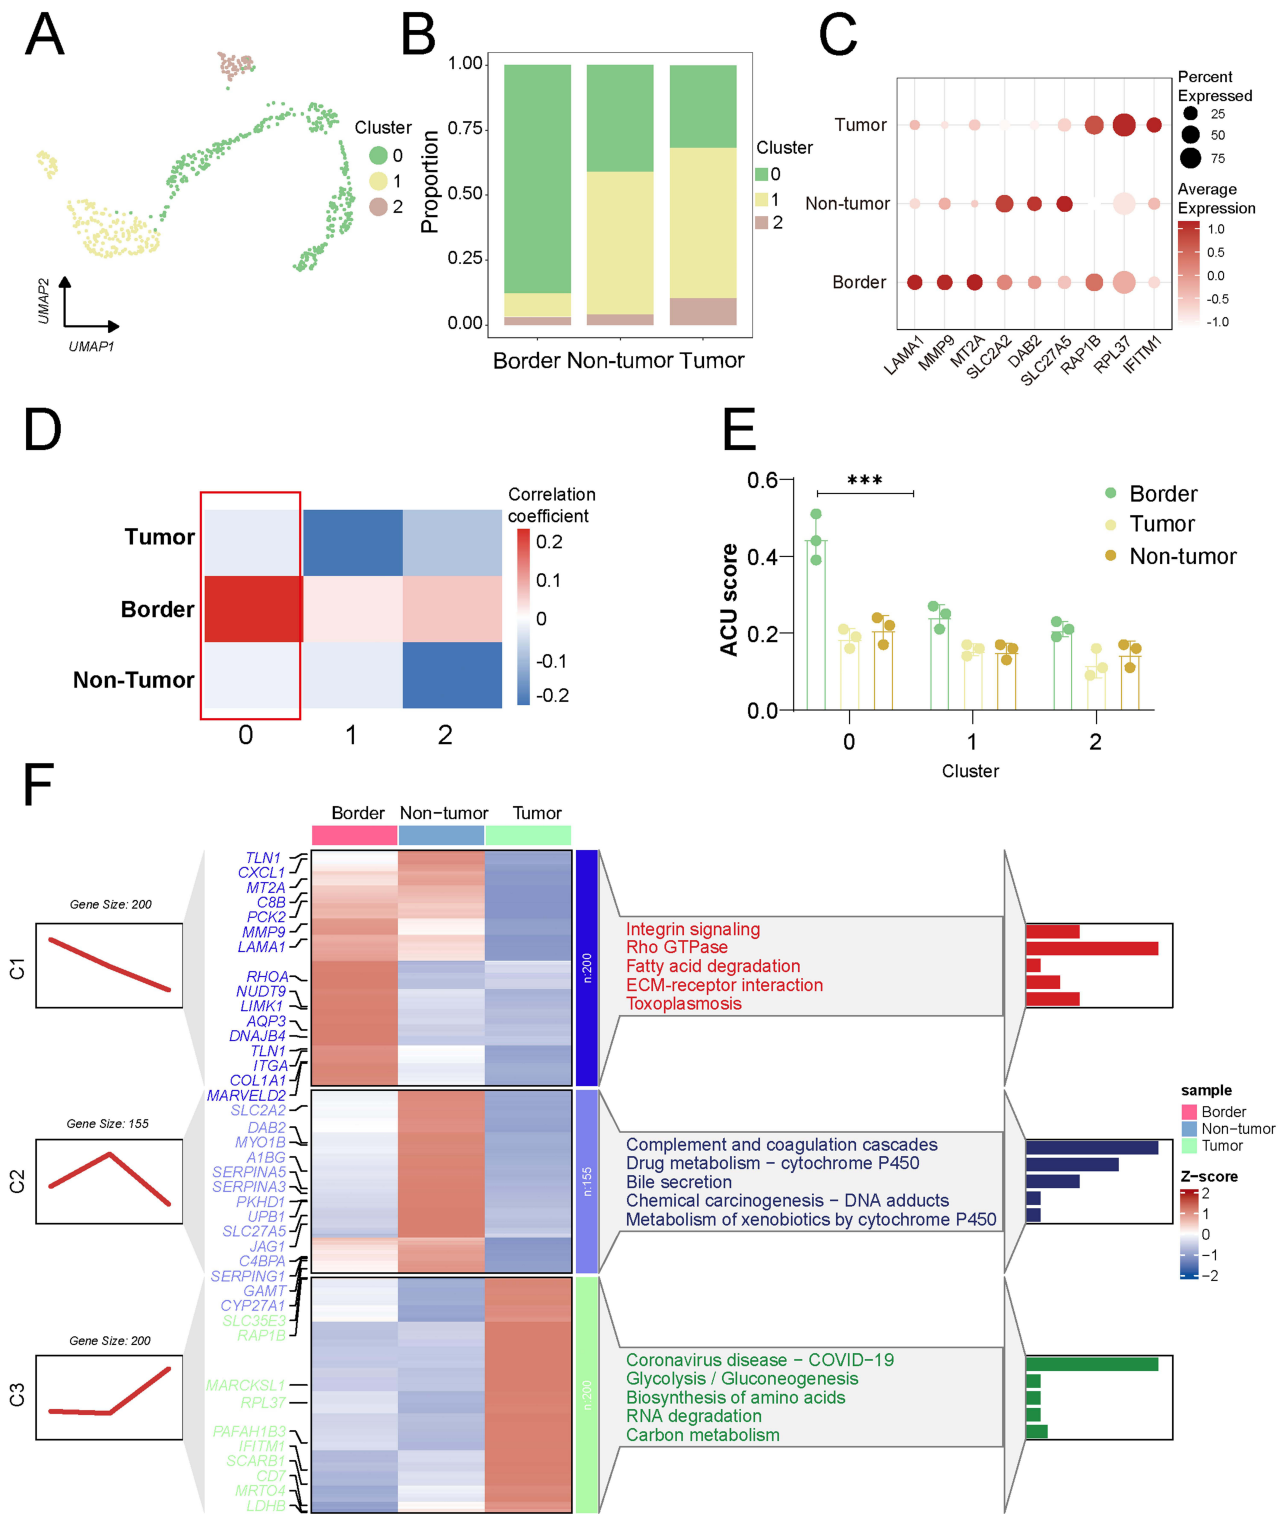 A
Cluster
0
1
2
UMAP2
UMAP1
B
Proportion
1.00
0.75
0.50
0.25
0.00
Border Non-tumor Tumor
Cluster
0
1
2
C
Tumor
Non-tumor
Border
LAMA1
MMP9
MT2A
SLC2A2
DAB2
SLC27A5
RAP1B
RPL37
IFITM1
Percent
Expressed
25
50
75
Average
Expression
1.0
0.5
0.0
-0.5
-1.0
D
Tumor
Border
Non-Tumor
0 1 2
Correlation
coefficient
0.2
0.1
0
-0.1
-0.2
E
ACU score
0.6
0.4
0.2
0.0
***
0 1 2
Cluster
Border
Tumor
Non-tumor
F
Border Non-tumor Tumor
C1
Gene Size: 200
C2
Gene Size: 155
C3
Gene Size: 200
TLN1
CXCL1
MT2A
C8B
PCK2
MMP9
LAMA1
RHOA
NUDT9
LIMK1
AQP3
DNAJB4
TLN1
ITGA
COL1A1
MARVELD2
SLC2A2
DAB2
MYO1B
A1BG
SERPINA5
SERPINA3
PKHD1
UPB1
SLC27A5
JAG1
C4BPA
SERPING1
GAMT
CYP27A1
SLC35E3
RAP1B
MARCKSL1
RPL37
PAFAH1B3
IFITM1
SCARB1
CD7
MRTO4
LDHB
n:200
n:155
n:200
Integrin signaling
Rho GTPase
Fatty acid degradation
ECM-receptor interaction
Toxoplasmosis
Complement and coagulation cascades
Drug metabolism − cytochrome P450
Bile secretion
Chemical carcinogenesis − DNA adducts
Metabolism of xenobiotics by cytochrome P450
Coronavirus disease − COVID−19
Glycolysis / Gluconeogenesis
Biosynthesis of amino acids
RNA degradation
Carbon metabolism
sample
Border
Non-tumor
Tumor
Z-score
2
1
0
−1
−2